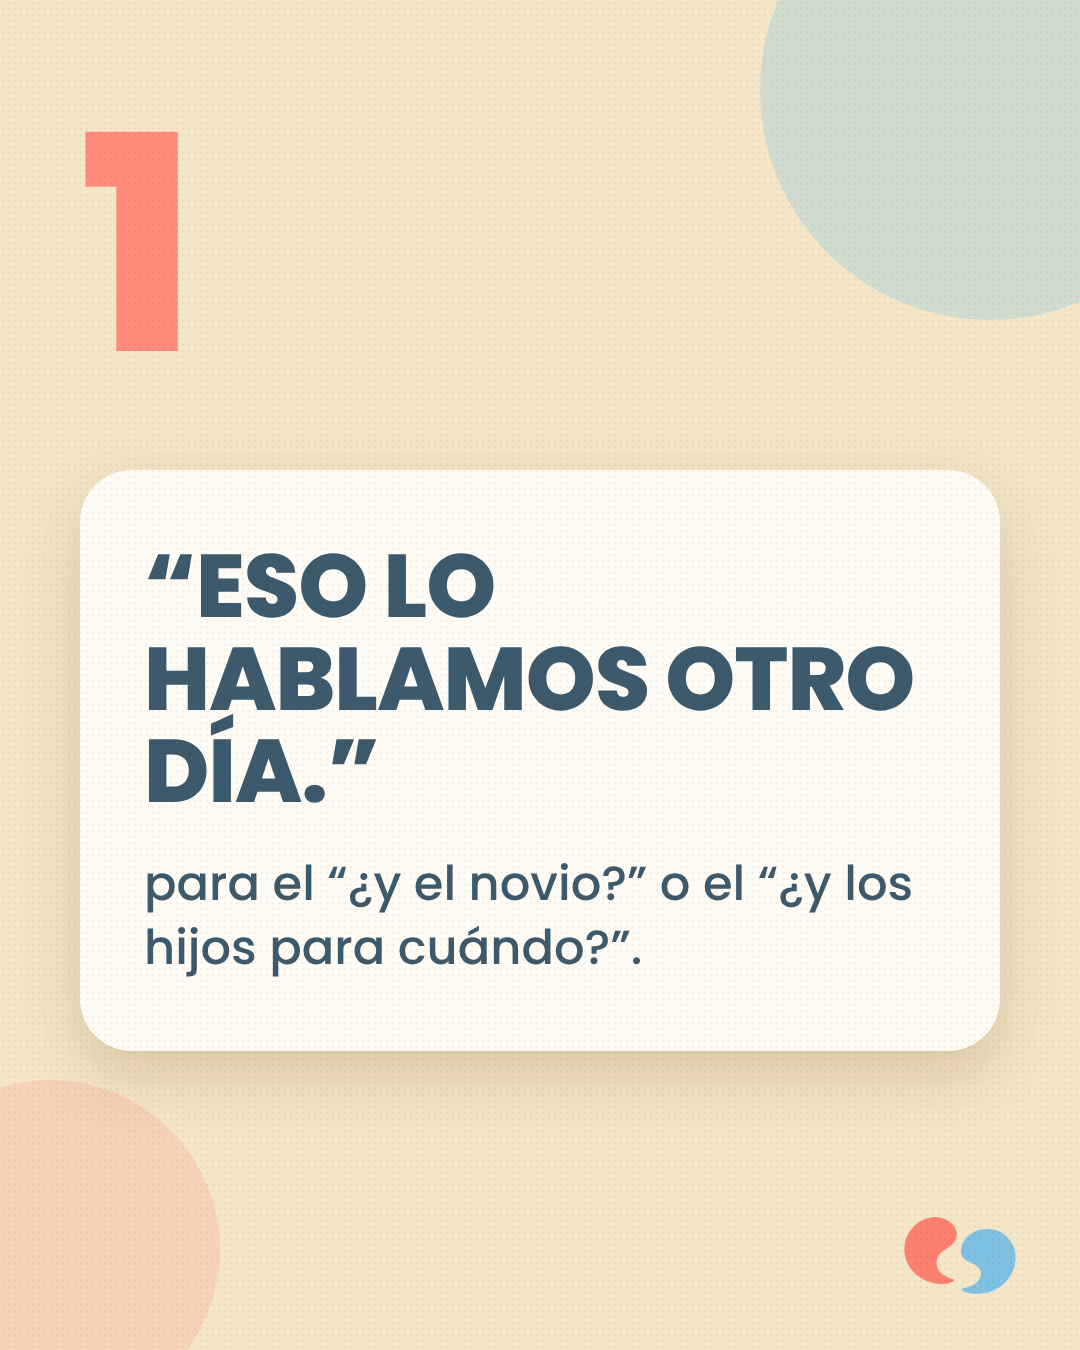 1
“ESO LO
HABLAMOS OTRO
DÍA.”
para el “¿y el novio?” o el “¿y los
hijos para cuándo?”.